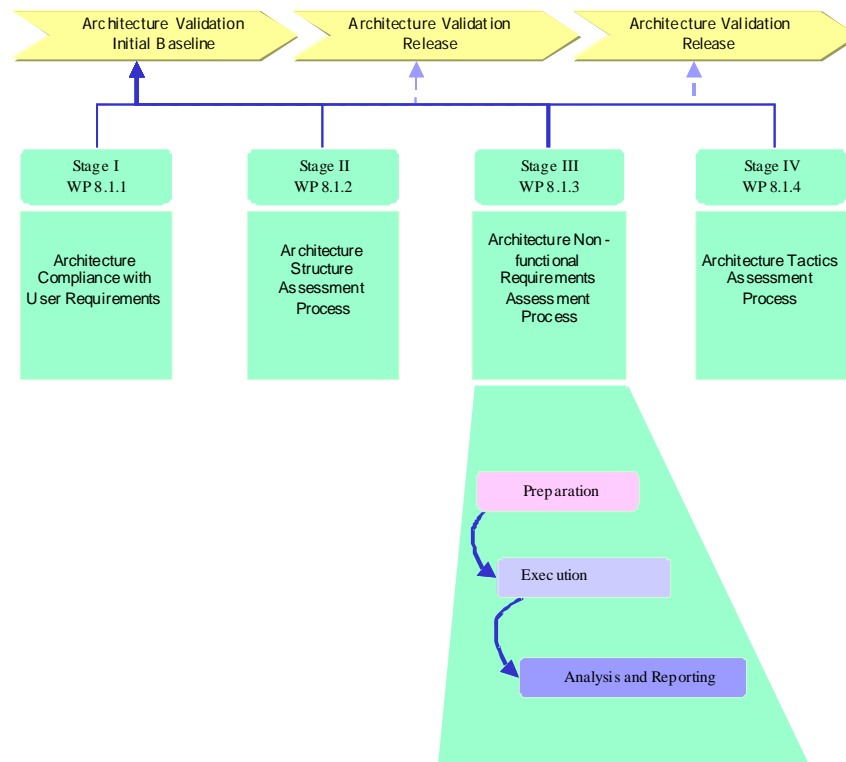 Architecture Validation
Initial Baseline
Architecture Validation
Release
Architecture Validation
Release
Stage I
WP 8.1.1
Stage II
WP 8.1.2
Stage III
WP 8.1.3
Stage IV
WP 8.1.4
Architecture
Compliance with
User Requirements
Architecture
Structure
Assessment
Process
Architecture Non-
functional
Requirements
Assessment
Process
Architecture Tactics
Assessment
Process
Preparation
Execution
Analysis and Reporting